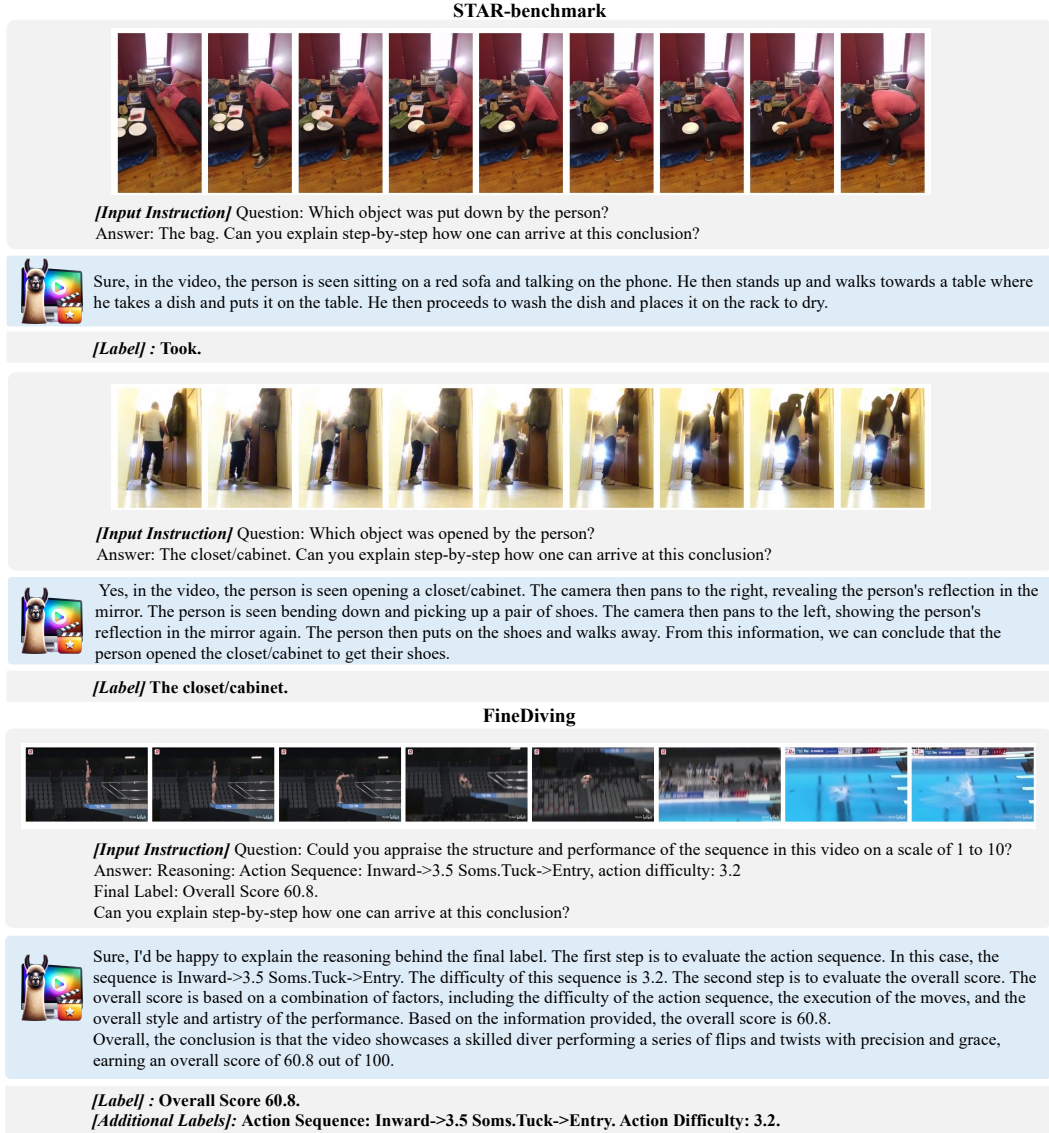 STAR-benchmark
[Input Instruction] Question: Which object was put down by the person?
Answer: The bag. Can you explain step-by-step how one can arrive at this conclusion?
Sure, in the video, the person is seen sitting on a red sofa and talking on the phone. He then stands up and walks towards a table where
he takes a dish and puts it on the table. He then proceeds to wash the dish and places it on the rack to dry.
[Label] : Took.
[Input Instruction] Question: Which object was opened by the person?
Answer: The closet/cabinet. Can you explain step-by-step how one can arrive at this conclusion?
Yes, in the video, the person is seen opening a closet/cabinet. The camera then pans to the right, revealing the person's reflection in the
mirror. The person is seen bending down and picking up a pair of shoes. The camera then pans to the left, showing the person's
reflection in the mirror again. The person then puts on the shoes and walks away. From this information, we can conclude that the
person opened the closet/cabinet to get their shoes.
[Label] The closet/cabinet.
FineDiving
[Input Instruction] Question: Could you appraise the structure and performance of the sequence in this video on a scale of 1 to 10?
Answer: Reasoning: Action Sequence: Inward->3.5 Soms.Tuck->Entry, action difficulty: 3.2
Final Label: Overall Score 60.8.
Can you explain step-by-step how one can arrive at this conclusion?
Sure, I'd be happy to explain the reasoning behind the final label. The first step is to evaluate the action sequence. In this case, the
sequence is Inward->3.5 Soms.Tuck->Entry. The difficulty of this sequence is 3.2. The second step is to evaluate the overall score. The
overall score is based on a combination of factors, including the difficulty of the action sequence, the execution of the moves, and the
overall style and artistry of the performance. Based on the information provided, the overall score is 60.8.
Overall, the conclusion is that the video showcases a skilled diver performing a series of flips and twists with precision and grace,
earning an overall score of 60.8 out of 100.
[Label] : Overall Score 60.8.
[Additional Labels]: Action Sequence: Inward->3.5 Soms.Tuck->Entry. Action Difficulty: 3.2.